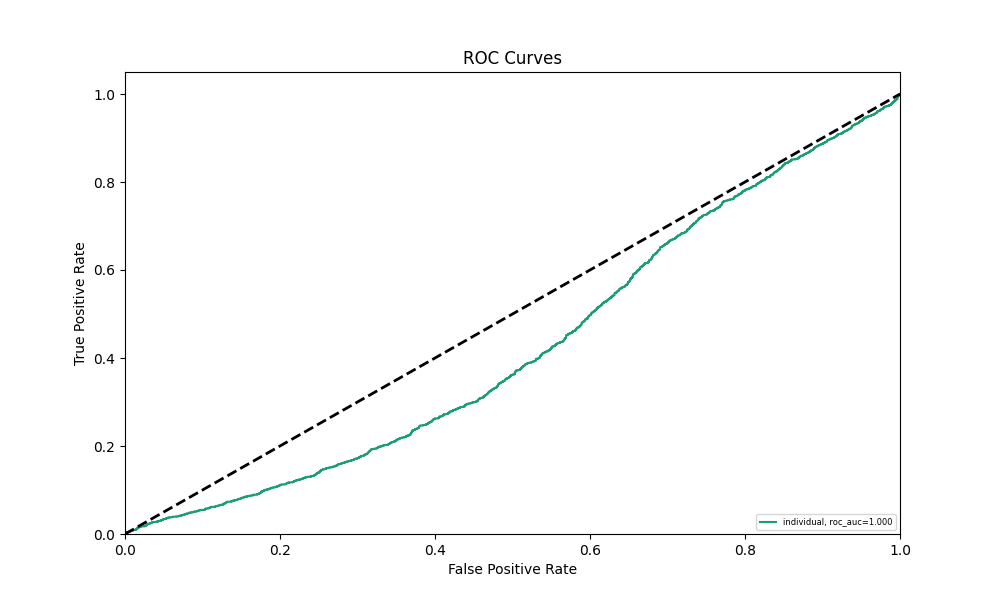 ROC Curves
True Positive Rate
1.0
0.8
0.6
0.4
0.2
0.0
0.0 0.2 0.4 0.6 0.8 1.0
False Positive Rate
individual, roc_auc=1.000